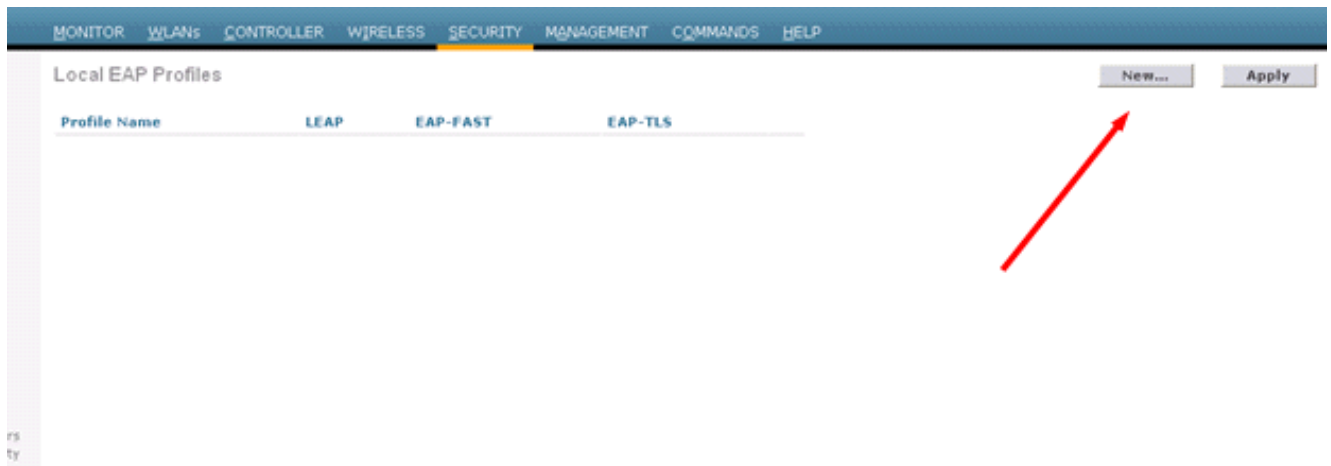 MONITOR WLANs CONTROLLER WIRELESS SECURITY MANAGEMENT COMMANDS HELP
Local EAP Profiles New... Apply
Profile Name LEAP EAP-FAST EAP-TLS
rs
ty